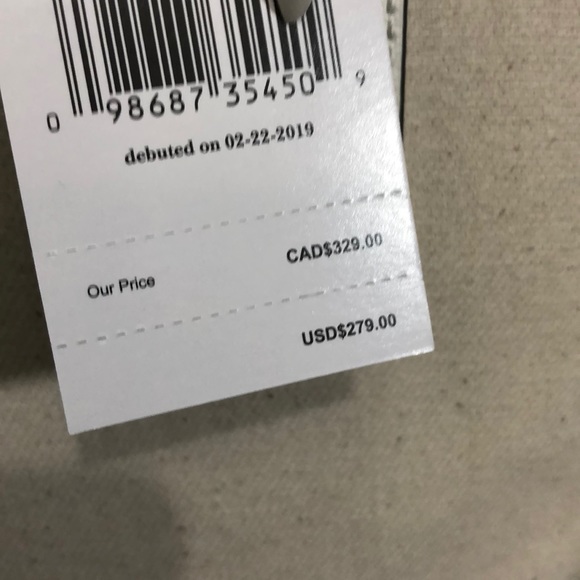 0 98687 35450 9
debuted on 02-22-2019
CAD$329.00
Our Price
USD$279.00